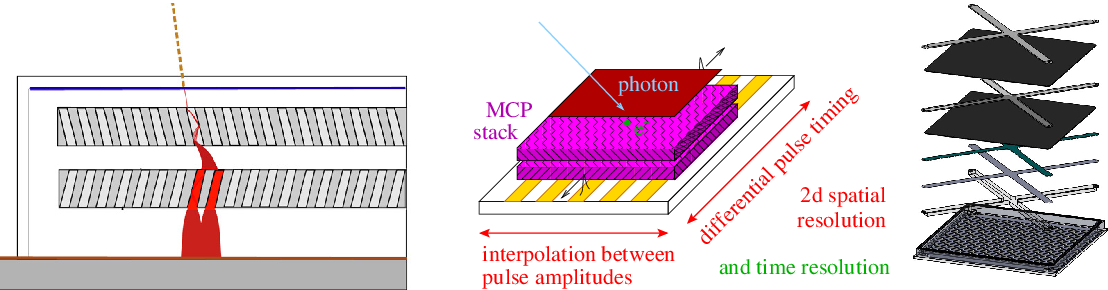 photon
MCP
stack
e
differential pulse timing
2d spatial
resolution
interpolation between
pulse amplitudes
and time resolution